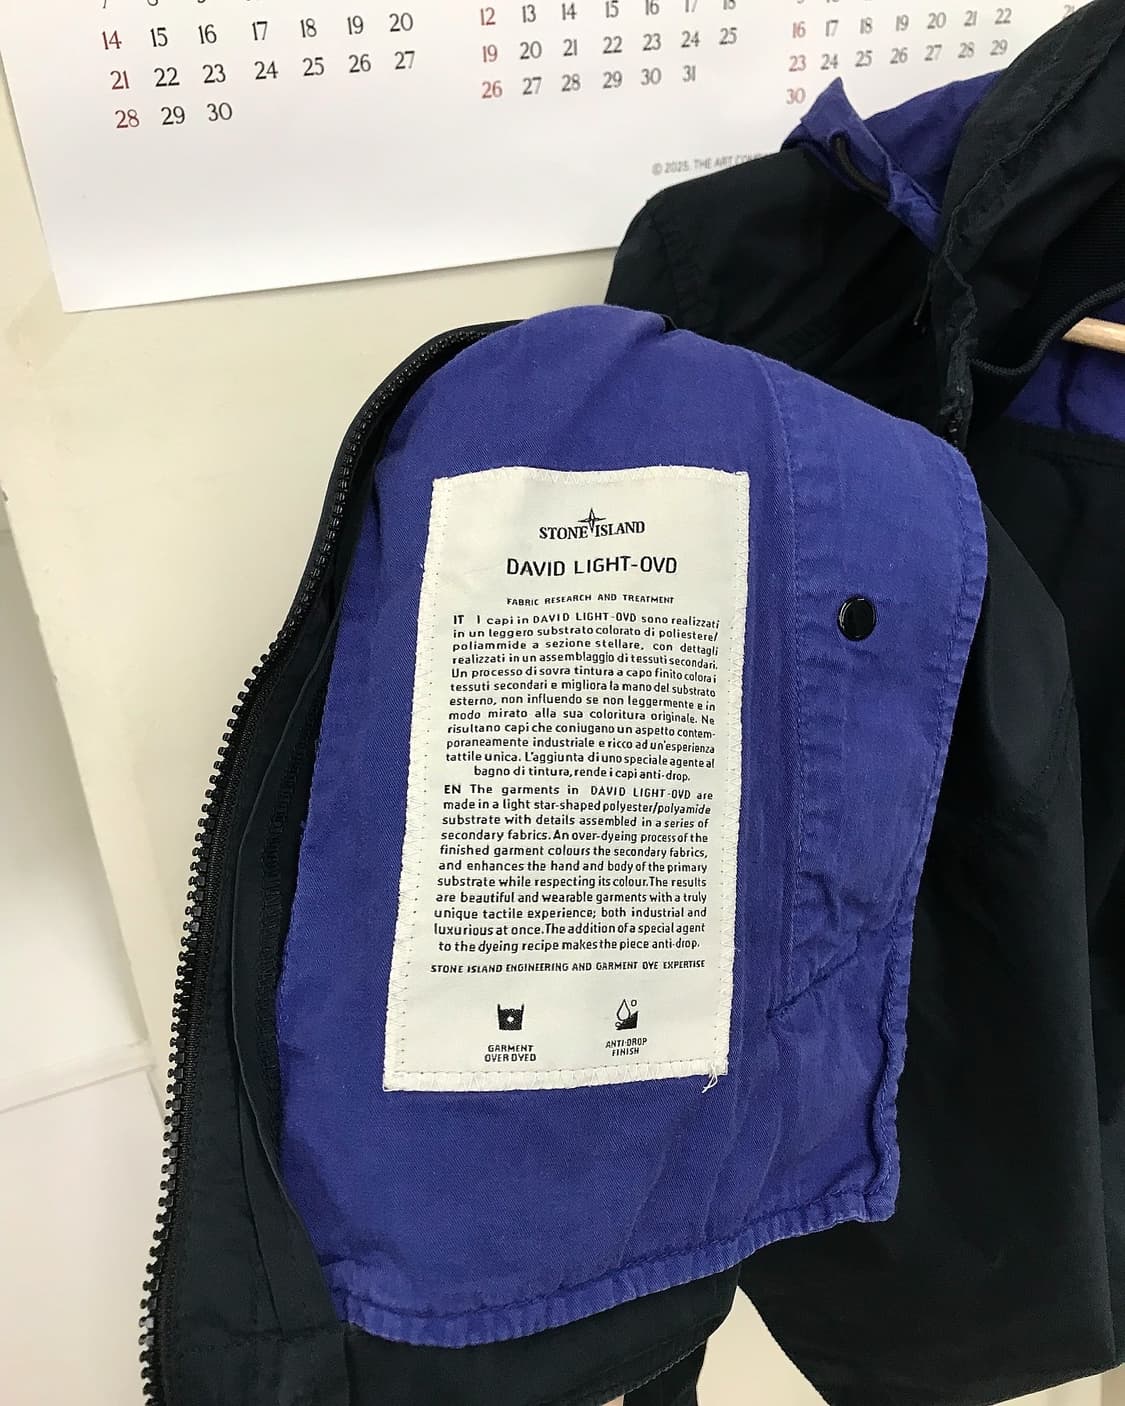 14 15 16 17 18 19 20
21 22 23 24 25 26 27
28 29 30
12 13 14 15 16 17 18
19 20 21 22 23 24 25
26 27 28 29 30 31
16 17 18 19 20 21 22
23 24 25 26 27 28 29
30
© 2025. THE ART
STONE ISLAND
DAVID LIGHT-OVD
FABRIC RESEARCH AND TREATMENT
IT I capi in DAVID LIGHT-OVD sono realizzati
in un leggero substrato colorato di poliestere/
poliammide a sezione stellare, con dettagli
realizzati in un assemblaggio di tessuti secondari.
Un processo di sovra tintura a capo finito colora i
tessuti secondari e migliora la mano del substrato
esterno, non influendo se non leggermente e in
modo mirato alla sua coloritura originale. Ne
risultano capi che coniugano un aspetto contem-
poraneamente industriale e ricco ad un'esperienza
tattile unica. L'aggiunta di uno speciale agente al
bagno di tintura, rende i capi anti-drop.
EN The garments in DAVID LIGHT-OVD are
made in a light star-shaped polyester/polyamide
substrate with details assembled in a series of
secondary fabrics. An over-dyeing process of the
finished garment colours the secondary fabrics,
and enhances the hand and body of the primary
substrate while respecting its colour. The results
are beautiful and wearable garments with a truly
unique tactile experience; both industrial and
luxurious at once. The addition of a special agent
to the dyeing recipe makes the piece anti-drop.
STONE ISLAND ENGINEERING AND GARMENT DYE EXPERTISE
GARMENT
OVER DYED
ANTI-DROP
FINISH